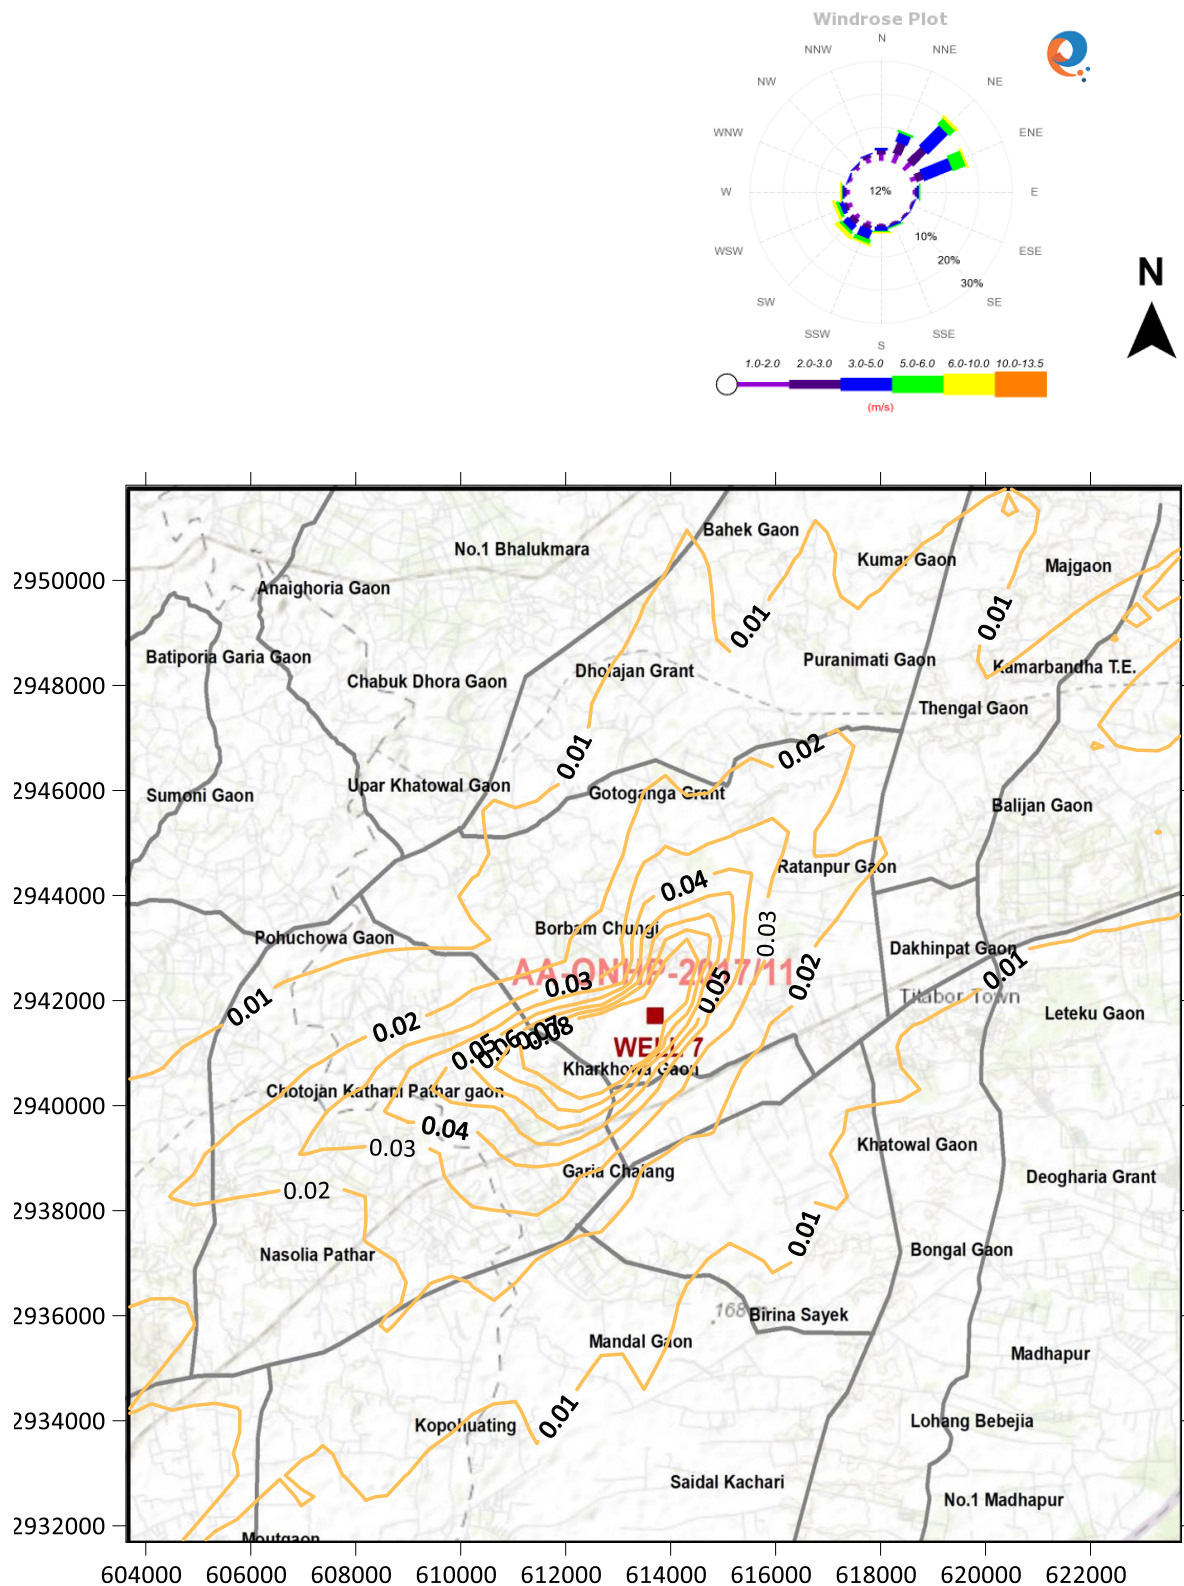 Windrose Plot
N
NNW
NNE
NW
NE
WNW
ENE
W
12%
E
10%
WSW
ESE
20%
30%
SW
SE
SSW
SSE
S
N
1.0-2.0 2.0-3.0 3.0-5.0 5.0-6.0 6.0-10.0 10.0-13.5
(m/s)
Bahek Gaon
No.1 Bhalukmara
Kumar Gaon
Majgaon
2950000
Anaighoria Gaon
0.01
0.01
Batiporia Garia Gaon
Puranimati Gaon
Dholajan Grant
Kamarbandha T.E.
2948000
Chabuk Dhora Gaon
Thengal Gaon
0.01
0.02
2946000
Upar Khatowal Gaon
Sumoni Gaon
Gotoganga Grant
Balijan Gaon
Ratanpur Gaon
2944000
0.04
Borbam Chungi
0.03
Pohuchowa Gaon
Dakhinpat Gaon
AA-ONHP-2017/11
0.01
0.02
0.03
0.05
2942000
0.01
Titabor Town
Leteku Gaon
0.02
WELL 7
0.05
0.06
0.07
0.08
Kharkhowa Gaon
Chotojan Kathani Pathar gaon
2940000
0.04
0.03
Khatowal Gaon
Garia Chalang
Deogharia Grant
0.02
2938000
0.01
Nasolia Pathar
Bongal Gaon
2936000
168
Birina Sayek
Mandal Gaon
Madhapur
2934000
Kopohuating
0.01
Lohang Bebejia
Saidal Kachari
No.1 Madhapur
2932000
Moutgaon
604000 606000 608000 610000 612000 614000 616000 618000 620000 622000